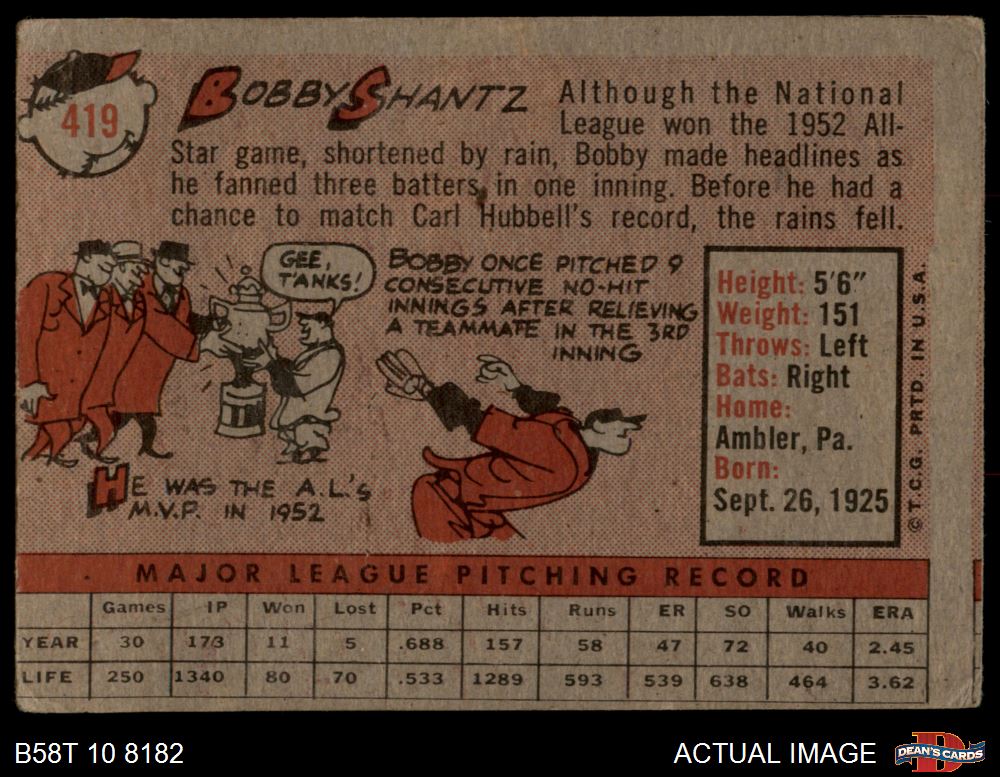 419
BOBBY SHANTZ
Although the National
League won the 1952 All-
Star game, shortened by rain, Bobby made headlines as
he fanned three batters in one inning. Before he had a
chance to match Carl Hubbell's record, the rains fell.
GEE,
T'ANKS!
BOBBY ONCE PITCHED 9
CONSECUTIVE NO-HIT
INNINGS AFTER RELIEVING
A TEAMMATE IN THE 3RD
INNING
HE WAS THE A.L.'S
M.V.P. IN 1952
Height: 5'6"
Weight: 151
Throws: Left
Bats: Right
Home:
Ambler, Pa.
Born:
Sept. 26, 1925
© T.C.G. PRTD. IN U.S.A.
MAJOR LEAGUE PITCHING RECORD
Games IP Won Lost Pct Hits Runs ER SO Walks ERA
YEAR 30 173 11 5 .688 157 58 47 72 40 2.45
LIFE 250 1340 80 70 .533 1289 593 539 638 464 3.62
B58T 10 8182
ACTUAL IMAGE
DEAN'S CARDS